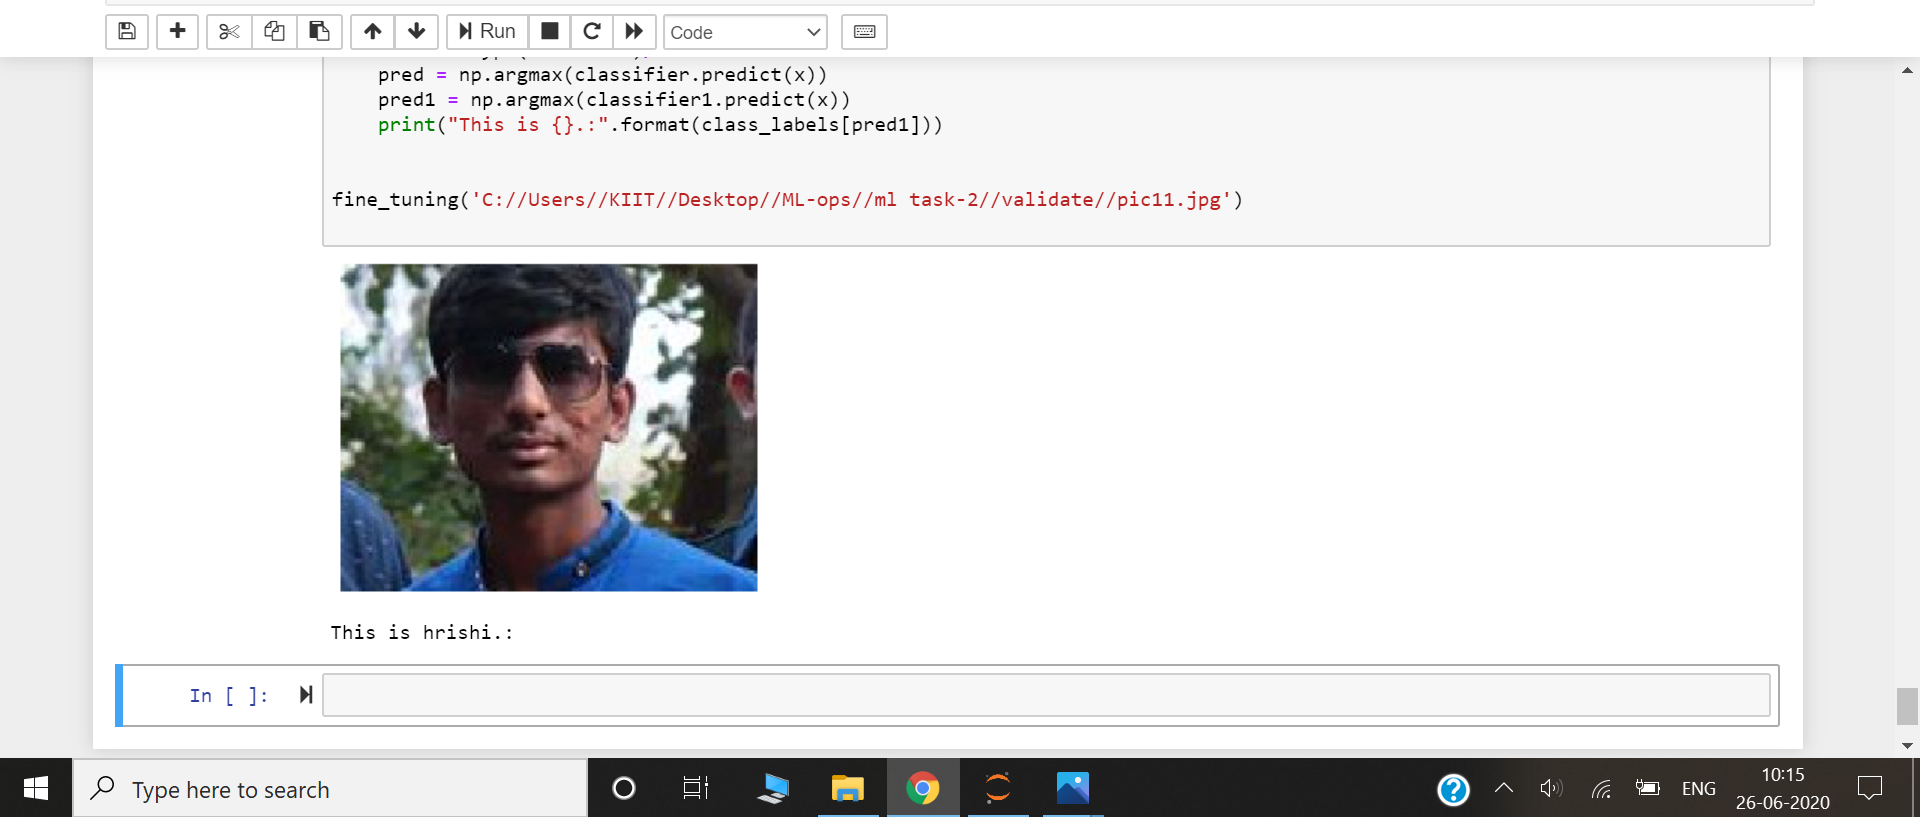 Run
Code
pred = np.argmax(classifier.predict(x))
pred1 = np.argmax(classifier1.predict(x))
print("This is {}.:".format(class_labels[pred1]))
fine_tuning('C://Users//KIIT//Desktop//ML-ops//ml task-2//validate//pic11.jpg')
This is hrishi.:
In [ ]:
Type here to search
ENG
10:15
26-06-2020